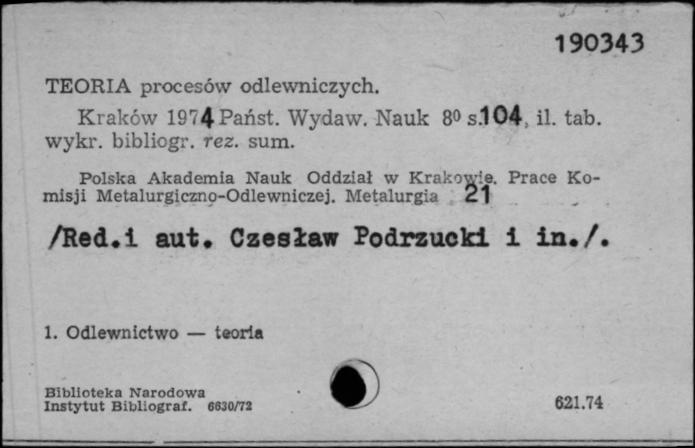 190343
TEORIA procesów odlewniczych.
Kraków 1974 Państ. Wydaw. Nauk 8⁰ s.104, il. tab.
wykr. bibliogr. rez. sum.
Polska Akademia Nauk Oddział w Krakowie. Prace Ko-
misji Metalurgiczno-Odlewniczej. Metalurgia 21
/Red.i aut. Czesław Podrzucki i in./.
1. Odlewnictwo — teoria
Biblioteka Narodowa
Instytut Bibliograf. 6630/72
621.74